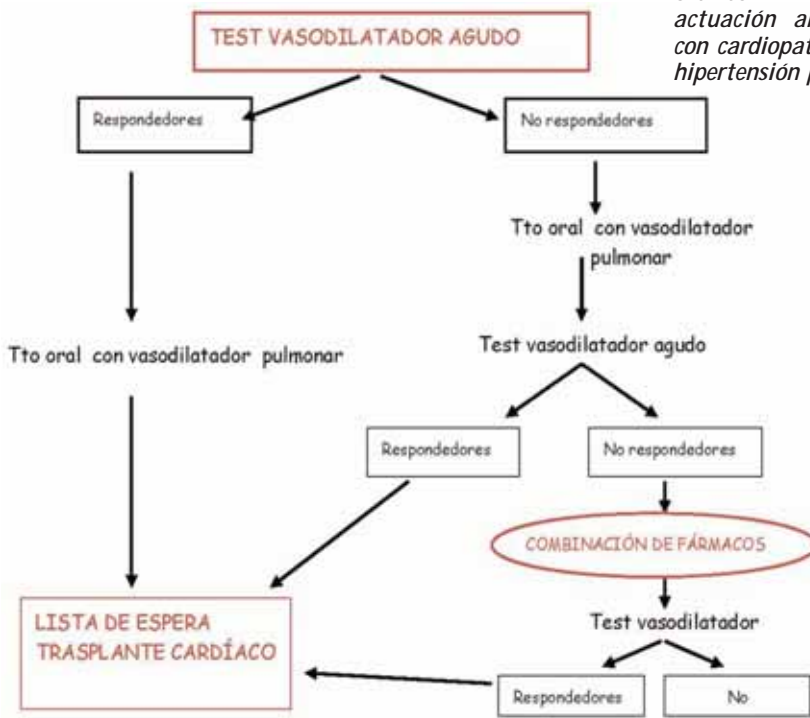 actuación
con
hipertensión
TEST VASODILATADOR AGUDO
Respondedores
No respondedores
Tto oral con vasodilatador
pulmonar
Tto oral con vasodilatador pulmonar
Test vasodilatador agudo
Respondedores
No respondedores
COMBINACIÓN DE FÁRMACOS
LISTA DE ESPERA
TRASPLANTE CARDÍACO
Test vasodilatador
Respondedores
No